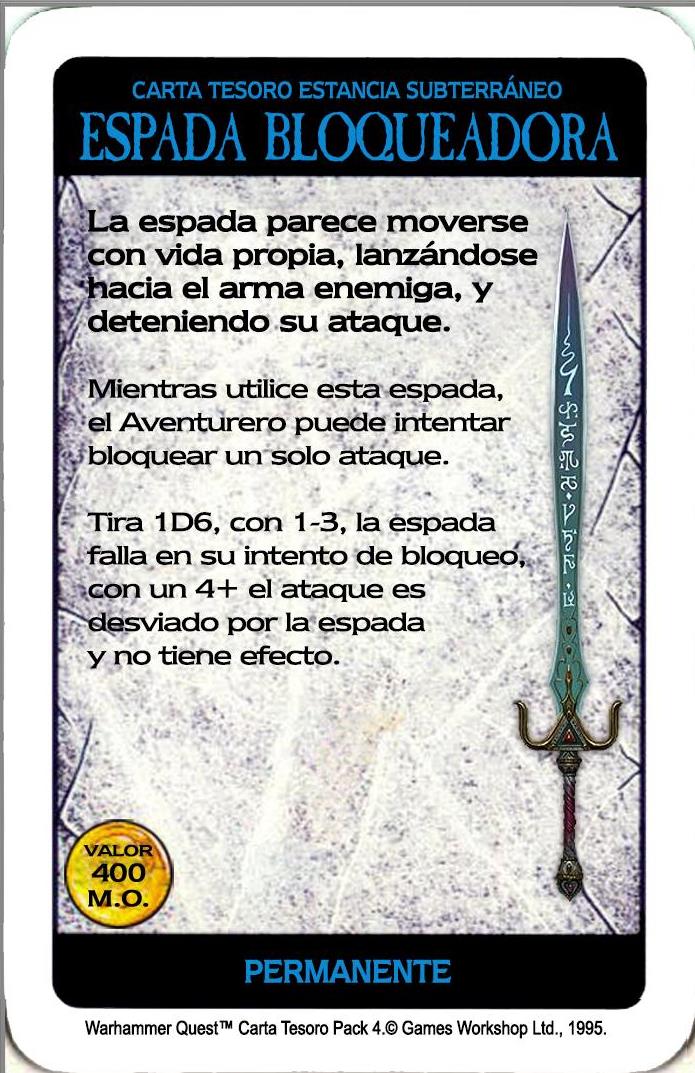 CARTA TESORO ESTANCIA SUBTERRÁNEO
ESPADA BLOQUEADORA
La espada parece moverse
con vida propia, lanzándose
hacia el arma enemiga, y
deteniendo su ataque.
Mientras utilice esta espada,
el Aventurero puede intentar
bloquear un solo ataque.
Tira 1D6, con 1-3, la espada
falla en su intento de bloqueo,
con un 4+ el ataque es
desviado por la espada
y no tiene efecto.
VALOR
400
M.O.
PERMANENTE
Warhammer Quest™ Carta Tesoro Pack 4.© Games Workshop Ltd., 1995.